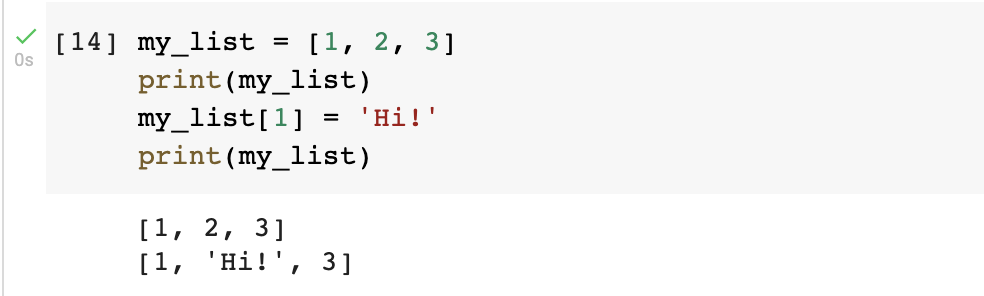 [14] my_list = [1, 2, 3]
0s
print(my_list)
my_list[1] = 'Hi!'
print(my_list)
[1, 2, 3]
[1, 'Hi!', 3]